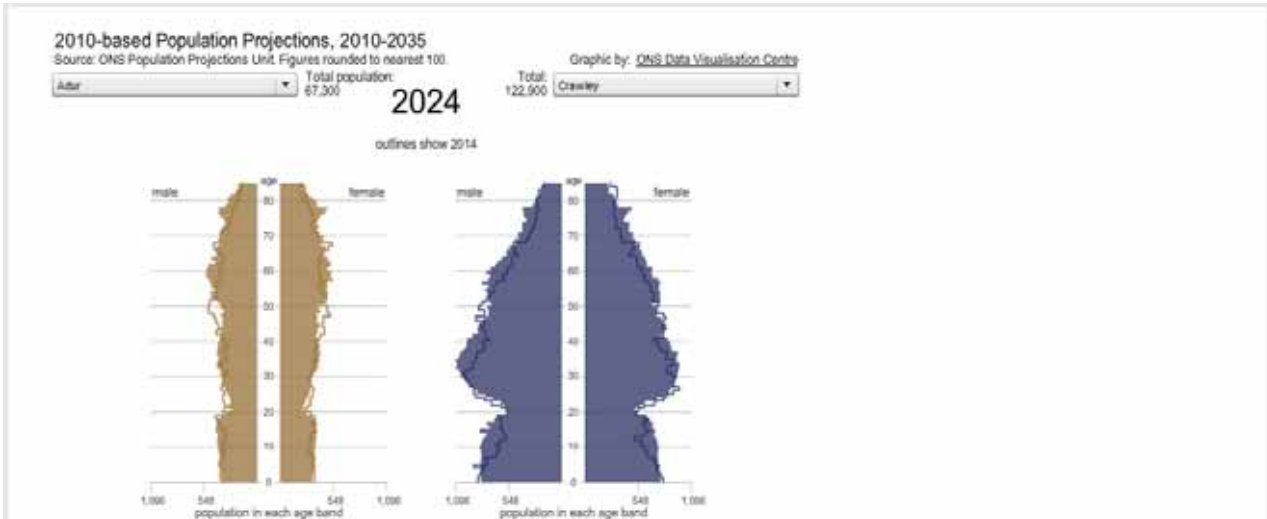 2010-based Population Projections, 2010-2035
Source: ONS Population Projections Unit. Figures rounded to nearest 100.
Graphic by: ONS Data Visualisation Centre
Adur
Total population:
67,300
2024
Total:
122,900
Crawley
outlines show 2014
male
age
female
80
70
60
50
40
30
20
10
0
1,096
548
548
1,096
population in each age band
male
age
female
80
70
60
50
40
30
20
10
0
1,096
548
548
1,096
population in each age band